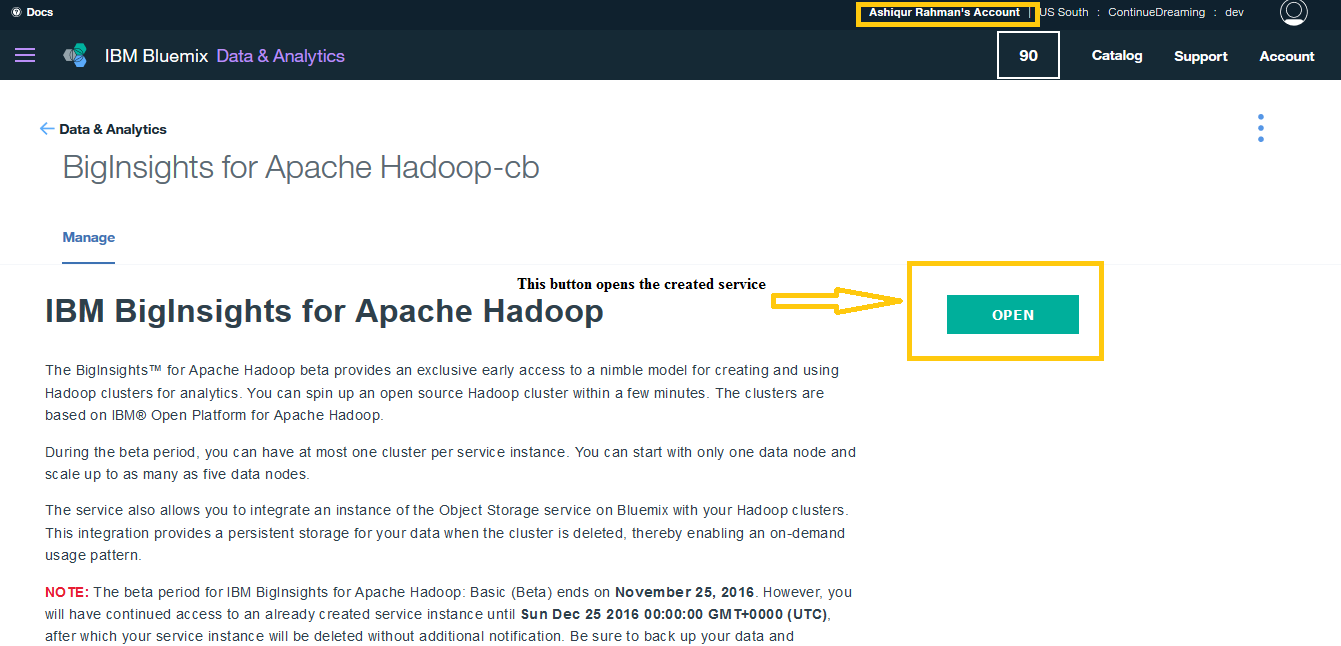 Docs
Ashiqur Rahman's Account | US South : ContinueDreaming : dev
IBM Bluemix Data & Analytics
90
Catalog
Support
Account
Data & Analytics
BigInsights for Apache Hadoop-cb
Manage
This button opens the created service
IBM BigInsights for Apache Hadoop
OPEN
The BigInsights™ for Apache Hadoop beta provides an exclusive early access to a nimble model for creating and using
Hadoop clusters for analytics. You can spin up an open source Hadoop cluster within a few minutes. The clusters are
based on IBM® Open Platform for Apache Hadoop.
During the beta period, you can have at most one cluster per service instance. You can start with only one data node and
scale up to as many as five data nodes.
The service also allows you to integrate an instance of the Object Storage service on Bluemix with your Hadoop clusters.
This integration provides a persistent storage for your data when the cluster is deleted, thereby enabling an on-demand
usage pattern.
NOTE: The beta period for IBM BigInsights for Apache Hadoop: Basic (Beta) ends on November 25, 2016. However, you
will have continued access to an already created service instance until Sun Dec 25 2016 00:00:00 GMT+0000 (UTC),
after which your service instance will be deleted without additional notification. Be sure to back up your data and